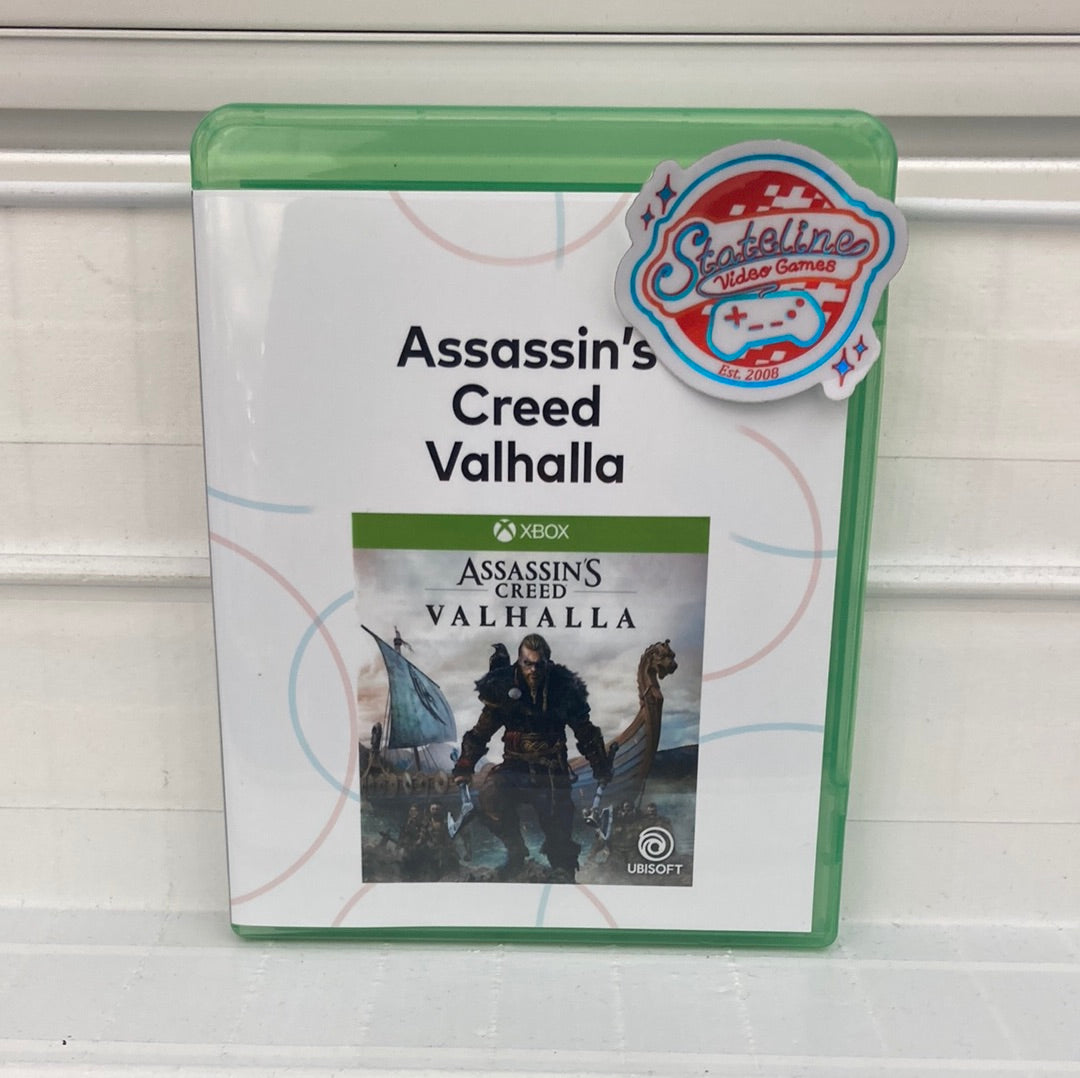 Stateline
Video Games
Est. 2008
Assassin's
Creed
Valhalla
XBOX
ASSASSIN'S
CREED
VALHALLA
UBISOFT